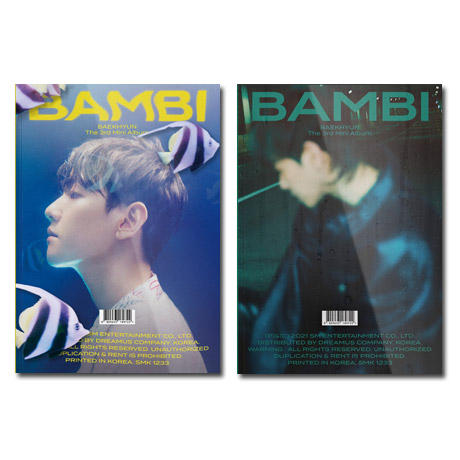 BAMBI
BAEKHYUN
The 3rd Mini Album
SM ENTERTAINMENT CO., LTD.
BY DREAMUS COMPANY, KOREA.
ALL RIGHTS RESERVED. UNAUTHORIZED
DUPLICATION & RENT IS PROHIBITED
PRINTED IN KOREA. SMK 1233
BAMBI
BAEKHYUN
The 3rd Mini Album
2021 SM ENTERTAINMENT CO., LTD.
DISTRIBUTED BY DREAMUS COMPANY, KOREA.
WARNING : ALL RIGHTS RESERVED. UNAUTHORIZED
DUPLICATION & RENT IS PROHIBITED
PRINTED IN KOREA. SMK 1233